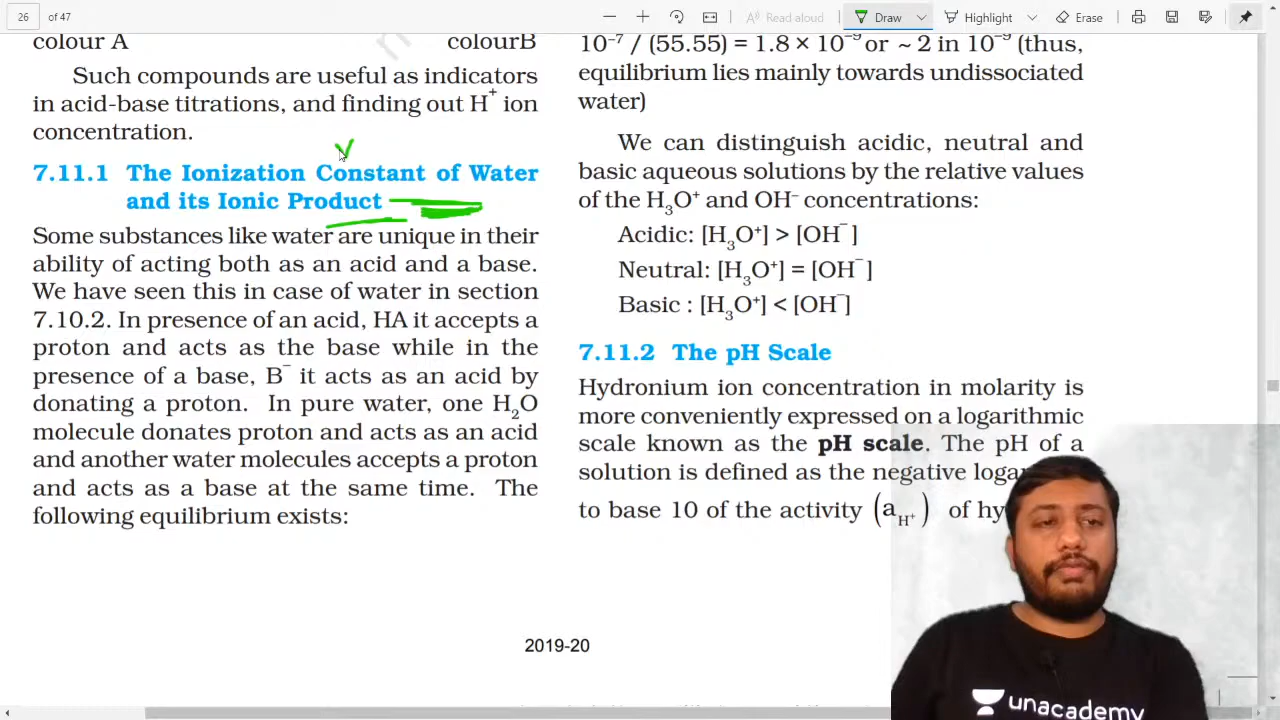 26 of 47
Read aloud
Draw
Highlight
Erase
colour A colourB
Such compounds are useful as indicators
in acid-base titrations, and finding out H⁺ ion
concentration.
7.11.1 The Ionization Constant of Water
and its Ionic Product
Some substances like water are unique in their
ability of acting both as an acid and a base.
We have seen this in case of water in section
7.10.2. In presence of an acid, HA it accepts a
proton and acts as the base while in the
presence of a base, B⁻ it acts as an acid by
donating a proton. In pure water, one H₂O
molecule donates proton and acts as an acid
and another water molecules accepts a proton
and acts as a base at the same time. The
following equilibrium exists:
10⁻⁷ / (55.55) = 1.8 × 10⁻⁹ or ~ 2 in 10⁻⁹ (thus,
equilibrium lies mainly towards undissociated
water)
We can distinguish acidic, neutral and
basic aqueous solutions by the relative values
of the H₃O⁺ and OH⁻ concentrations:
Acidic: [H₃O⁺] > [OH⁻]
Neutral: [H₃O⁺] = [OH⁻]
Basic : [H₃O⁺] < [OH⁻]
7.11.2 The pH Scale
Hydronium ion concentration in molarity is
more conveniently expressed on a logarithmic
scale known as the pH scale. The pH of a
solution is defined as the negative loga
to base 10 of the activity (a_H⁺) of hy
2019-20
unacademy